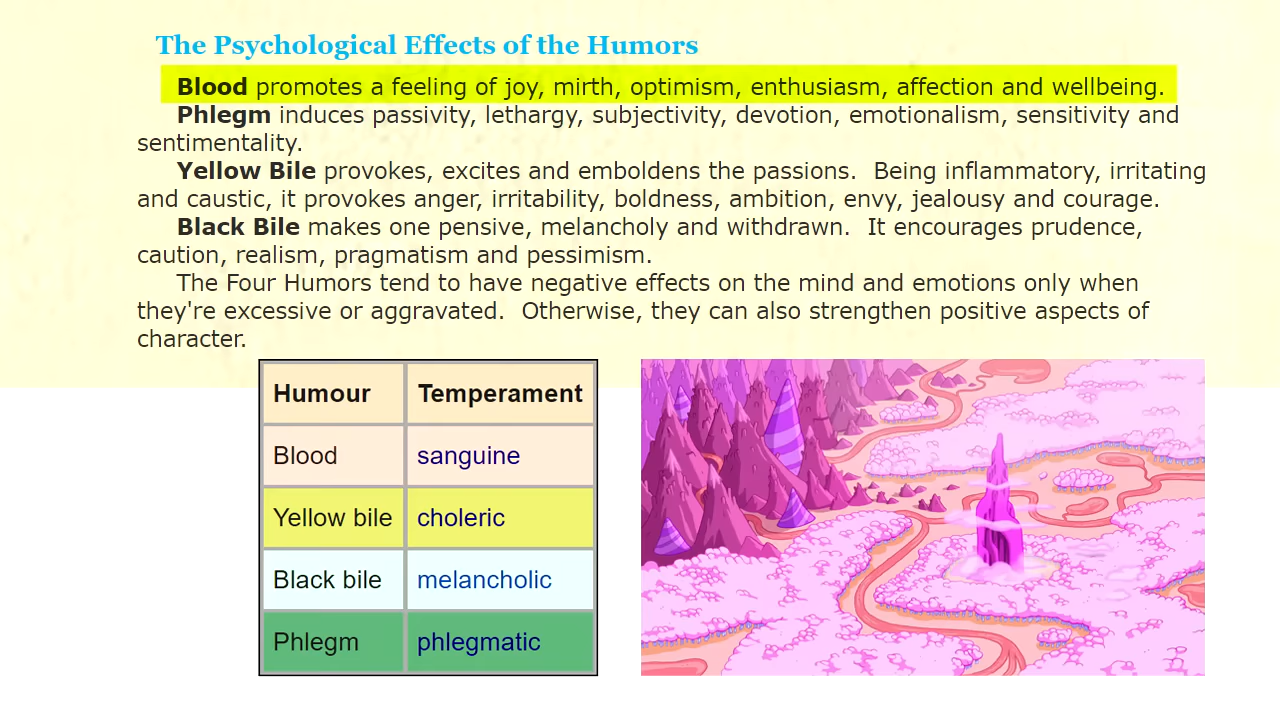 The Psychological Effects of the Humors
Blood promotes a feeling of joy, mirth, optimism, enthusiasm, affection and wellbeing.
Phlegm induces passivity, lethargy, subjectivity, devotion, emotionalism, sensitivity and
sentimentality.
Yellow Bile provokes, excites and emboldens the passions.  Being inflammatory, irritating
and caustic, it provokes anger, irritability, boldness, ambition, envy, jealousy and courage.
Black Bile makes one pensive, melancholy and withdrawn.  It encourages prudence,
caution, realism, pragmatism and pessimism.
The Four Humors tend to have negative effects on the mind and emotions only when
they're excessive or aggravated.  Otherwise, they can also strengthen positive aspects of
character.
Humour Temperament
Blood sanguine
Yellow bile choleric
Black bile melancholic
Phlegm phlegmatic